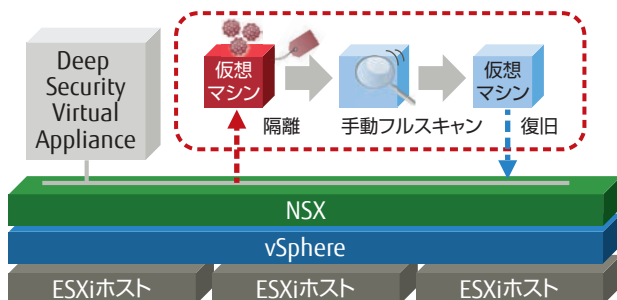 Deep
Security
Virtual
Appliance
仮想
マシン
仮想
マシン
隔離
手動フルスキャン
復旧
NSX
vSphere
ESXiホスト
ESXiホスト
ESXiホスト